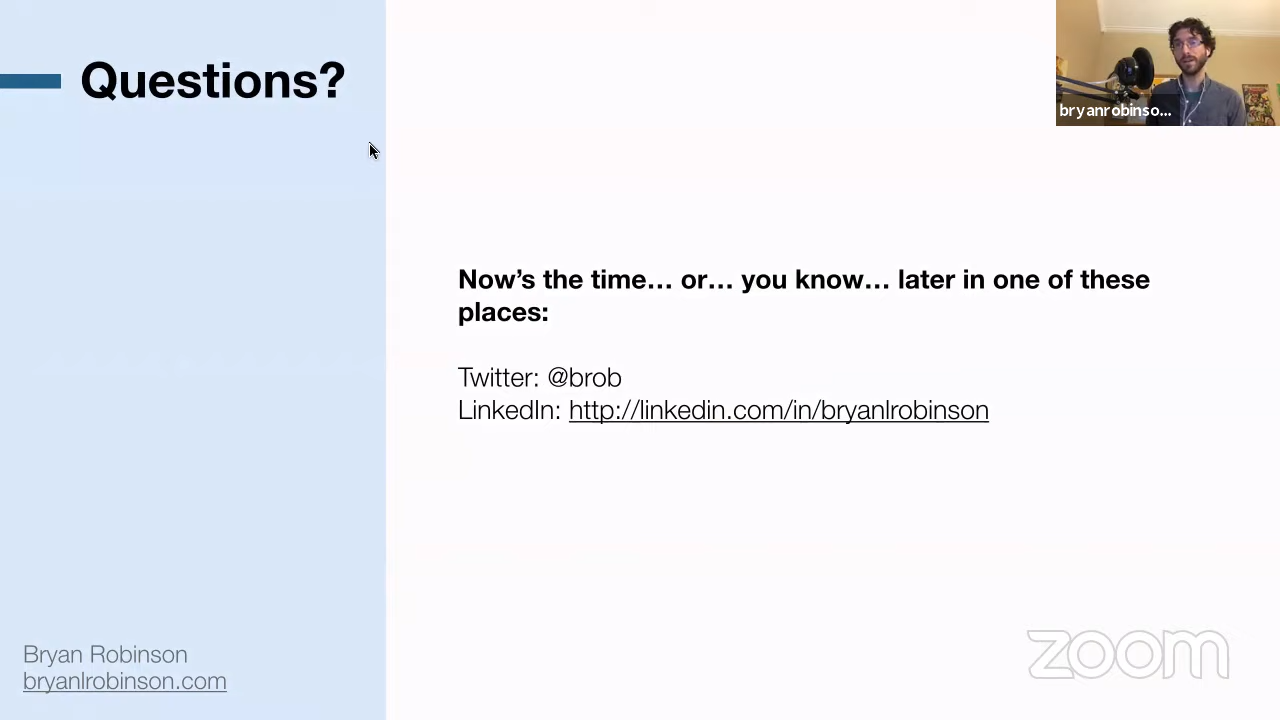 Questions?
bryanrobinso...
Now’s the time… or… you know… later in one of these
places:
Twitter: @brob
LinkedIn: http://linkedin.com/in/bryanlrobinson
Bryan Robinson
bryanlrobinson.com
zoom